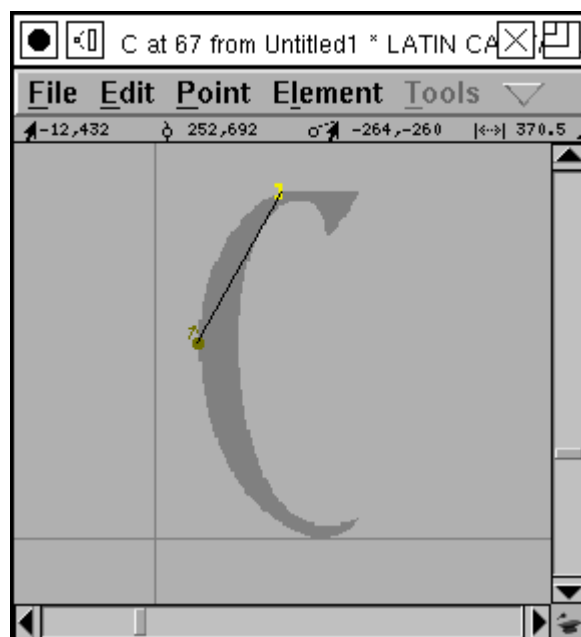 C at 67 from Untitled1 * LATIN CA
File Edit Point Element Tools
-12,432 252,692 -264,-260 |<->| 370.5